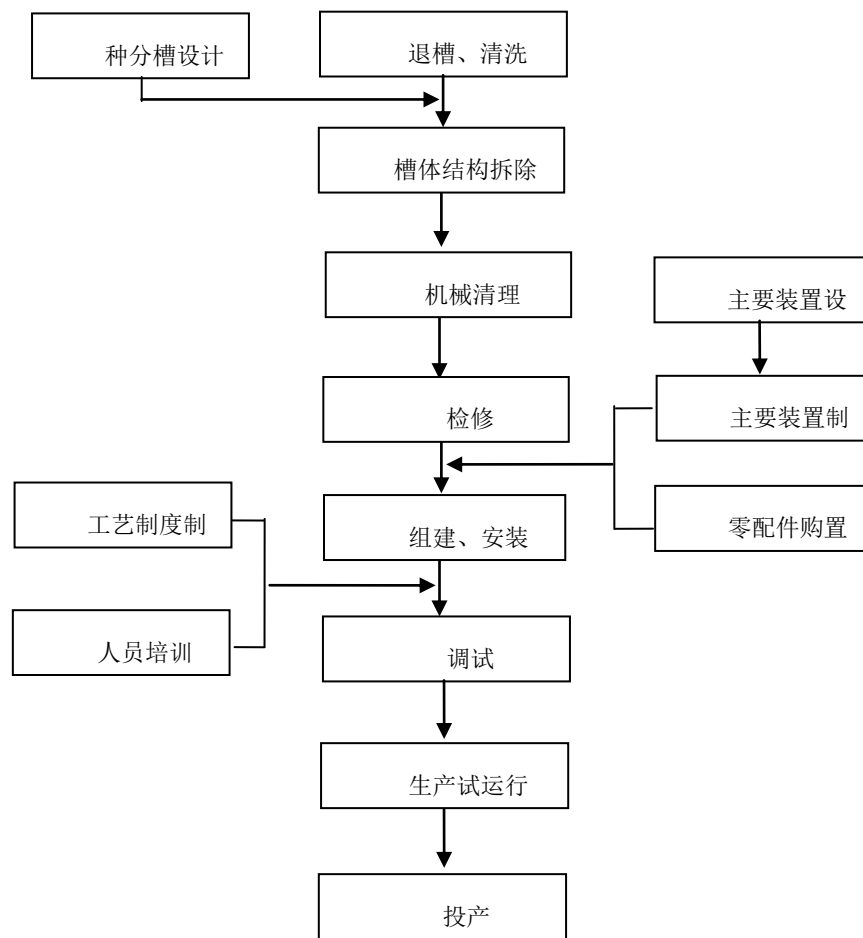 种分槽设计
退槽、清洗
槽体结构拆除
机械清理
主要装置设
检修
主要装置制
工艺制度制
组建、安装
零配件购置
人员培训
调试
生产试运行
投产